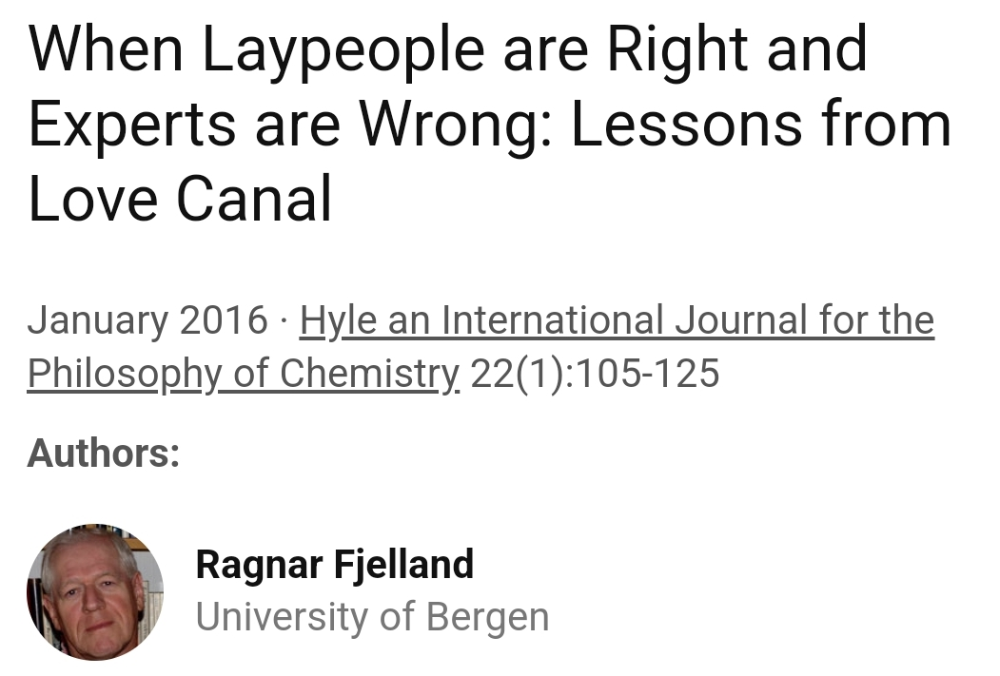 When Laypeople are Right and
Experts are Wrong: Lessons from
Love Canal
January 2016 · Hyle an International Journal for the
Philosophy of Chemistry 22(1):105-125
Authors:
Ragnar Fjelland
University of Bergen